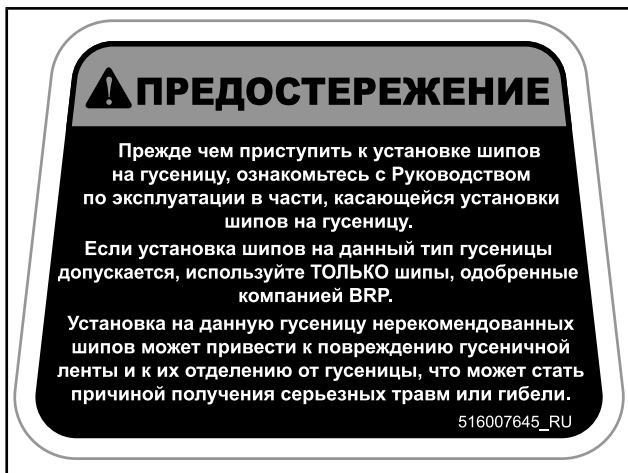 ПРЕДОСТЕРЕЖЕНИЕ
Прежде чем приступить к установке шипов
на гусеницу, ознакомьтесь с Руководством
по эксплуатации в части, касающейся установки
шипов на гусеницу.
Если установка шипов на данный тип гусеницы
допускается, используйте ТОЛЬКО шипы, одобренные
компанией BRP.
Установка на данную гусеницу нерекомендованных
шипов может привести к повреждению гусеничной
ленты и к их отделению от гусеницы, что может стать
причиной получения серьезных травм или гибели.
516007645_RU